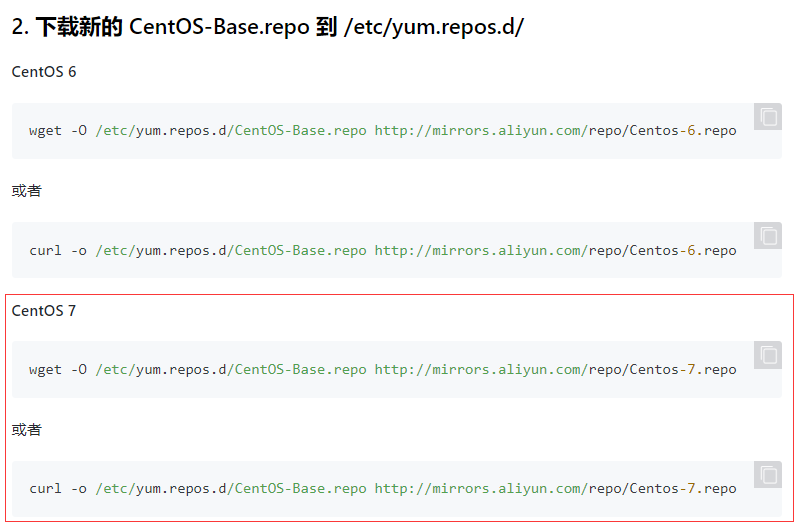 2. 下载新的 CentOS-Base.repo 到 /etc/yum.repos.d/
CentOS 6
wget -O /etc/yum.repos.d/CentOS-Base.repo http://mirrors.aliyun.com/repo/Centos-6.repo
或者
curl -o /etc/yum.repos.d/CentOS-Base.repo http://mirrors.aliyun.com/repo/Centos-6.repo
CentOS 7
wget -O /etc/yum.repos.d/CentOS-Base.repo http://mirrors.aliyun.com/repo/Centos-7.repo
或者
curl -o /etc/yum.repos.d/CentOS-Base.repo http://mirrors.aliyun.com/repo/Centos-7.repo